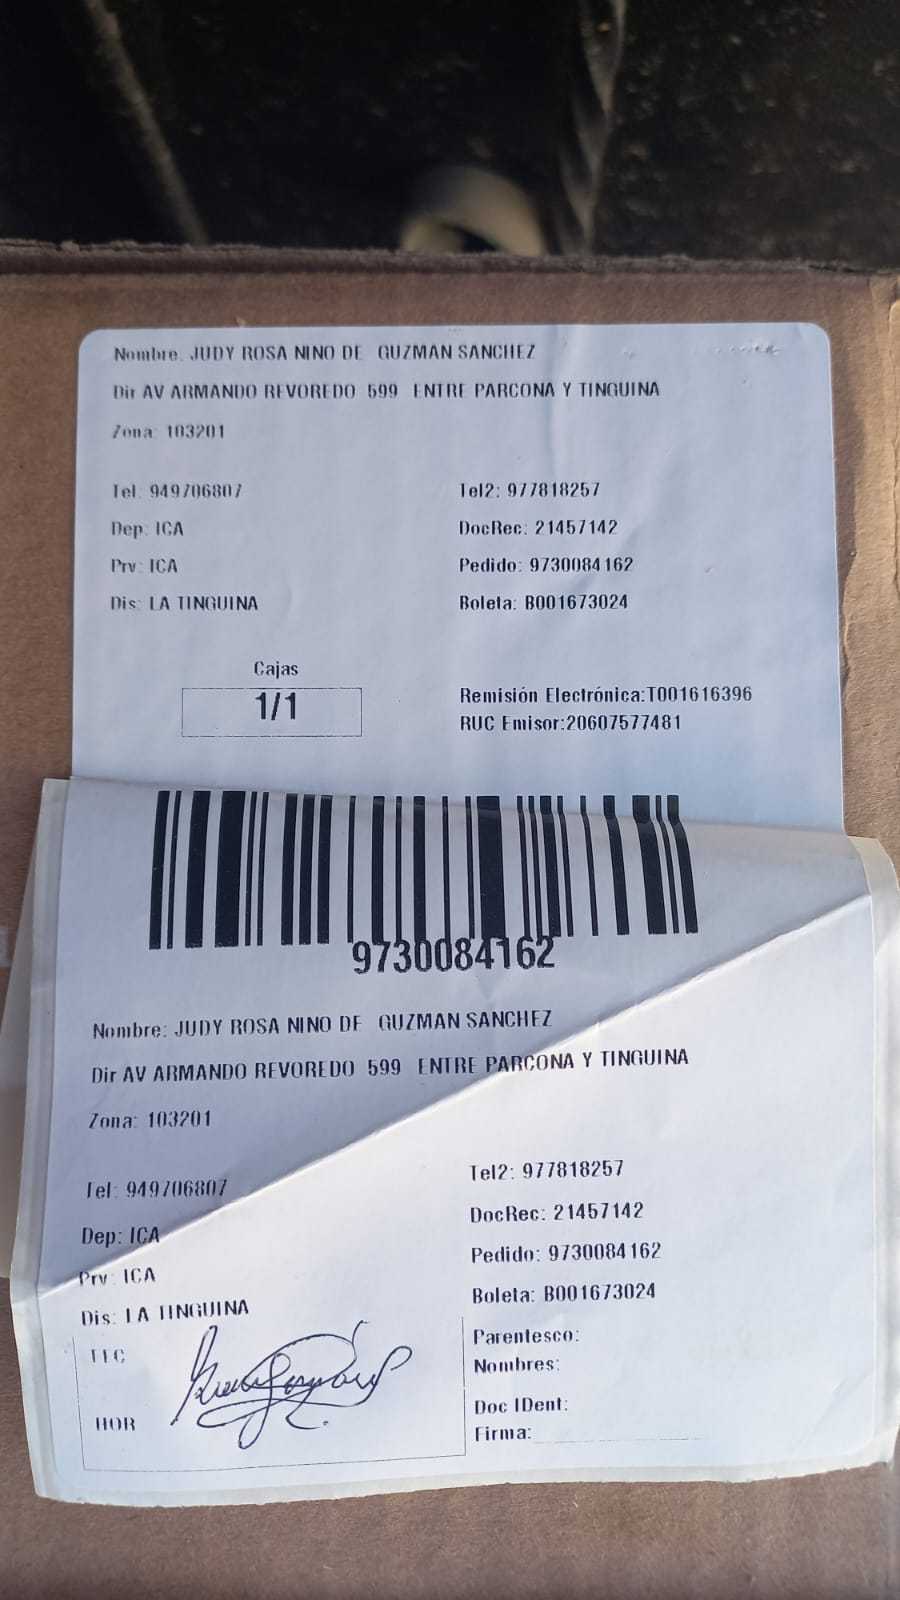 Nombre: JUDY ROSA NINO DE GUZMAN SANCHEZ
Dir AV ARMANDO REVOREDO 599 ENTRE PARCONA Y TINGUINA
Zona: 103201
Tel: 949706807 Tel2: 977818257
Dep: ICA DocRec: 21457142
Prv: ICA Pedido: 9730084162
Dis: LA TINGUINA Boleta: B001673024
Cajas
1/1
Remisión Electrónica:T001616396
RUC Emisor:20607577481
9730084162
Nombre: JUDY ROSA NINO DE GUZMAN SANCHEZ
Dir AV ARMANDO REVOREDO 599 ENTRE PARCONA Y TINGUINA
Zona: 103201
Tel: 949706807 Tel2: 977818257
Dep: ICA DocRec: 21457142
Prv: ICA Pedido: 9730084162
Dis: LA TINGUINA Boleta: B001673024
Parentesco:
Nombres:
HOR
Doc IDent:
Firma: